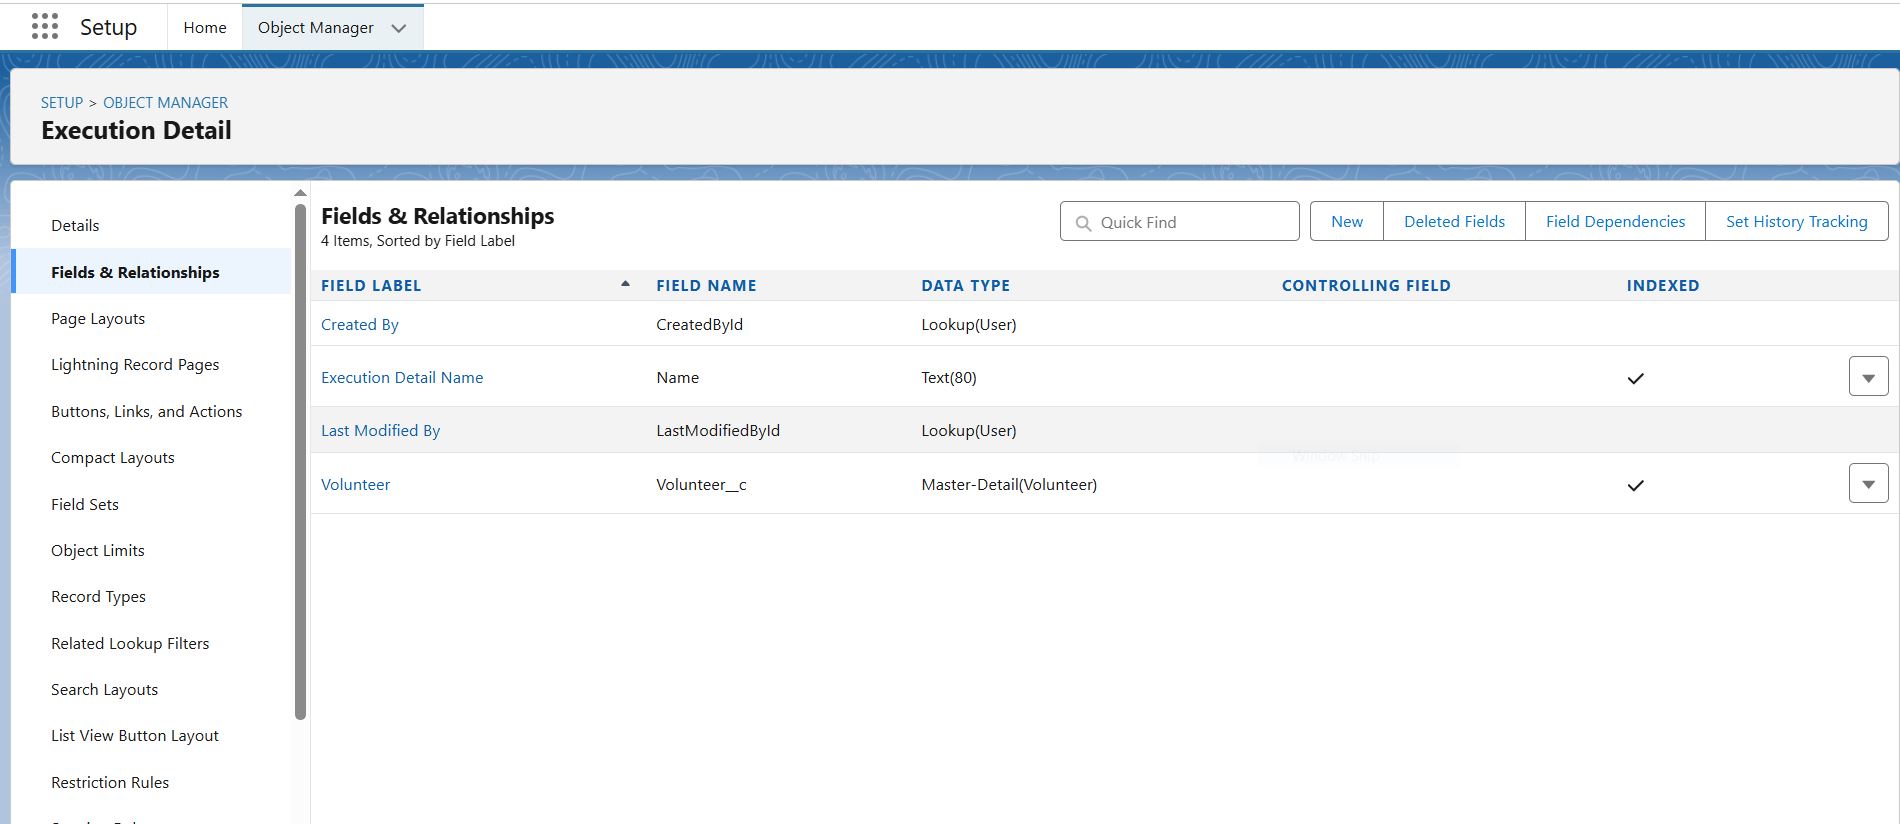 Setup
Home
Object Manager
SETUP > OBJECT MANAGER
Execution Detail
Details
Fields & Relationships
Page Layouts
Lightning Record Pages
Buttons, Links, and Actions
Compact Layouts
Field Sets
Object Limits
Record Types
Related Lookup Filters
Search Layouts
List View Button Layout
Restriction Rules
Fields & Relationships
4 Items, Sorted by Field Label
Quick Find
New
Deleted Fields
Field Dependencies
Set History Tracking
FIELD LABEL FIELD NAME DATA TYPE CONTROLLING FIELD INDEXED
Created By CreatedById Lookup(User)
Execution Detail Name Name Text(80)
Last Modified By LastModifiedById Lookup(User)
Window Snip
Volunteer Volunteer__c Master-Detail(Volunteer)